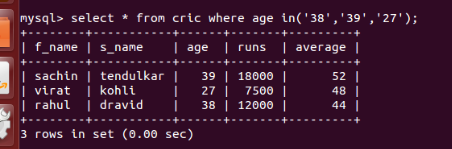 mysql> select * from cric where age in('38','39','27');
+--------+-----------+------+-------+---------+
| f_name | s_name    | age  | runs  | average |
+--------+-----------+------+-------+---------+
| sachin | tendulkar |   39 | 18000 |      52 |
| virat  | kohli     |   27 |  7500 |      48 |
| rahul  | dravid    |   38 | 12000 |      44 |
+--------+-----------+------+-------+---------+
3 rows in set (0.00 sec)